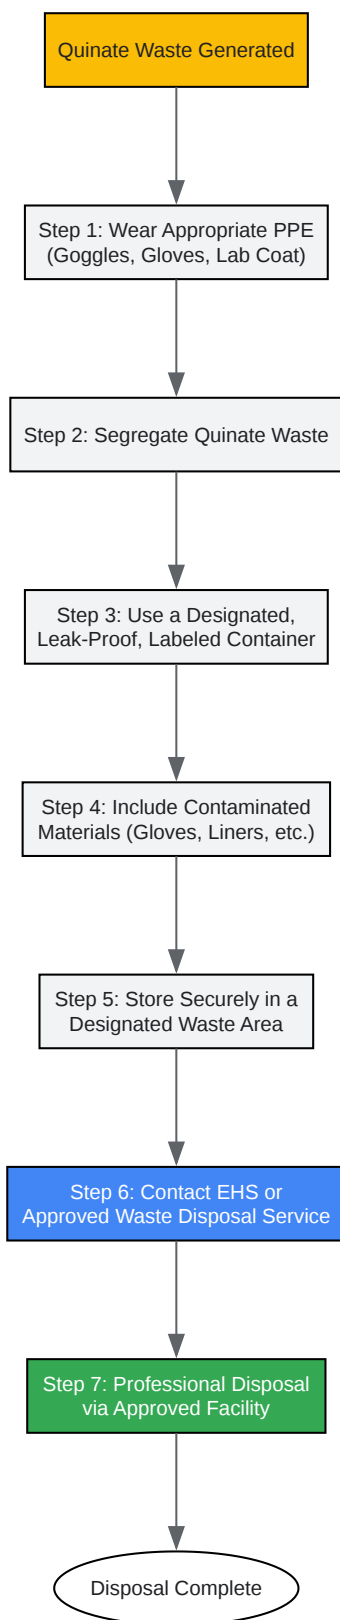 Quinate Waste Generated
Step 1: Wear Appropriate PPE
(Goggles, Gloves, Lab Coat)
Step 2: Segregate Quinate Waste
Step 3: Use a Designated,
Leak-Proof, Labeled Container
Step 4: Include Contaminated
Materials (Gloves, Liners, etc.)
Step 5: Store Securely in a
Designated Waste Area
Step 6: Contact EHS or
Approved Waste Disposal Service
Step 7: Professional Disposal
via Approved Facility
Disposal Complete